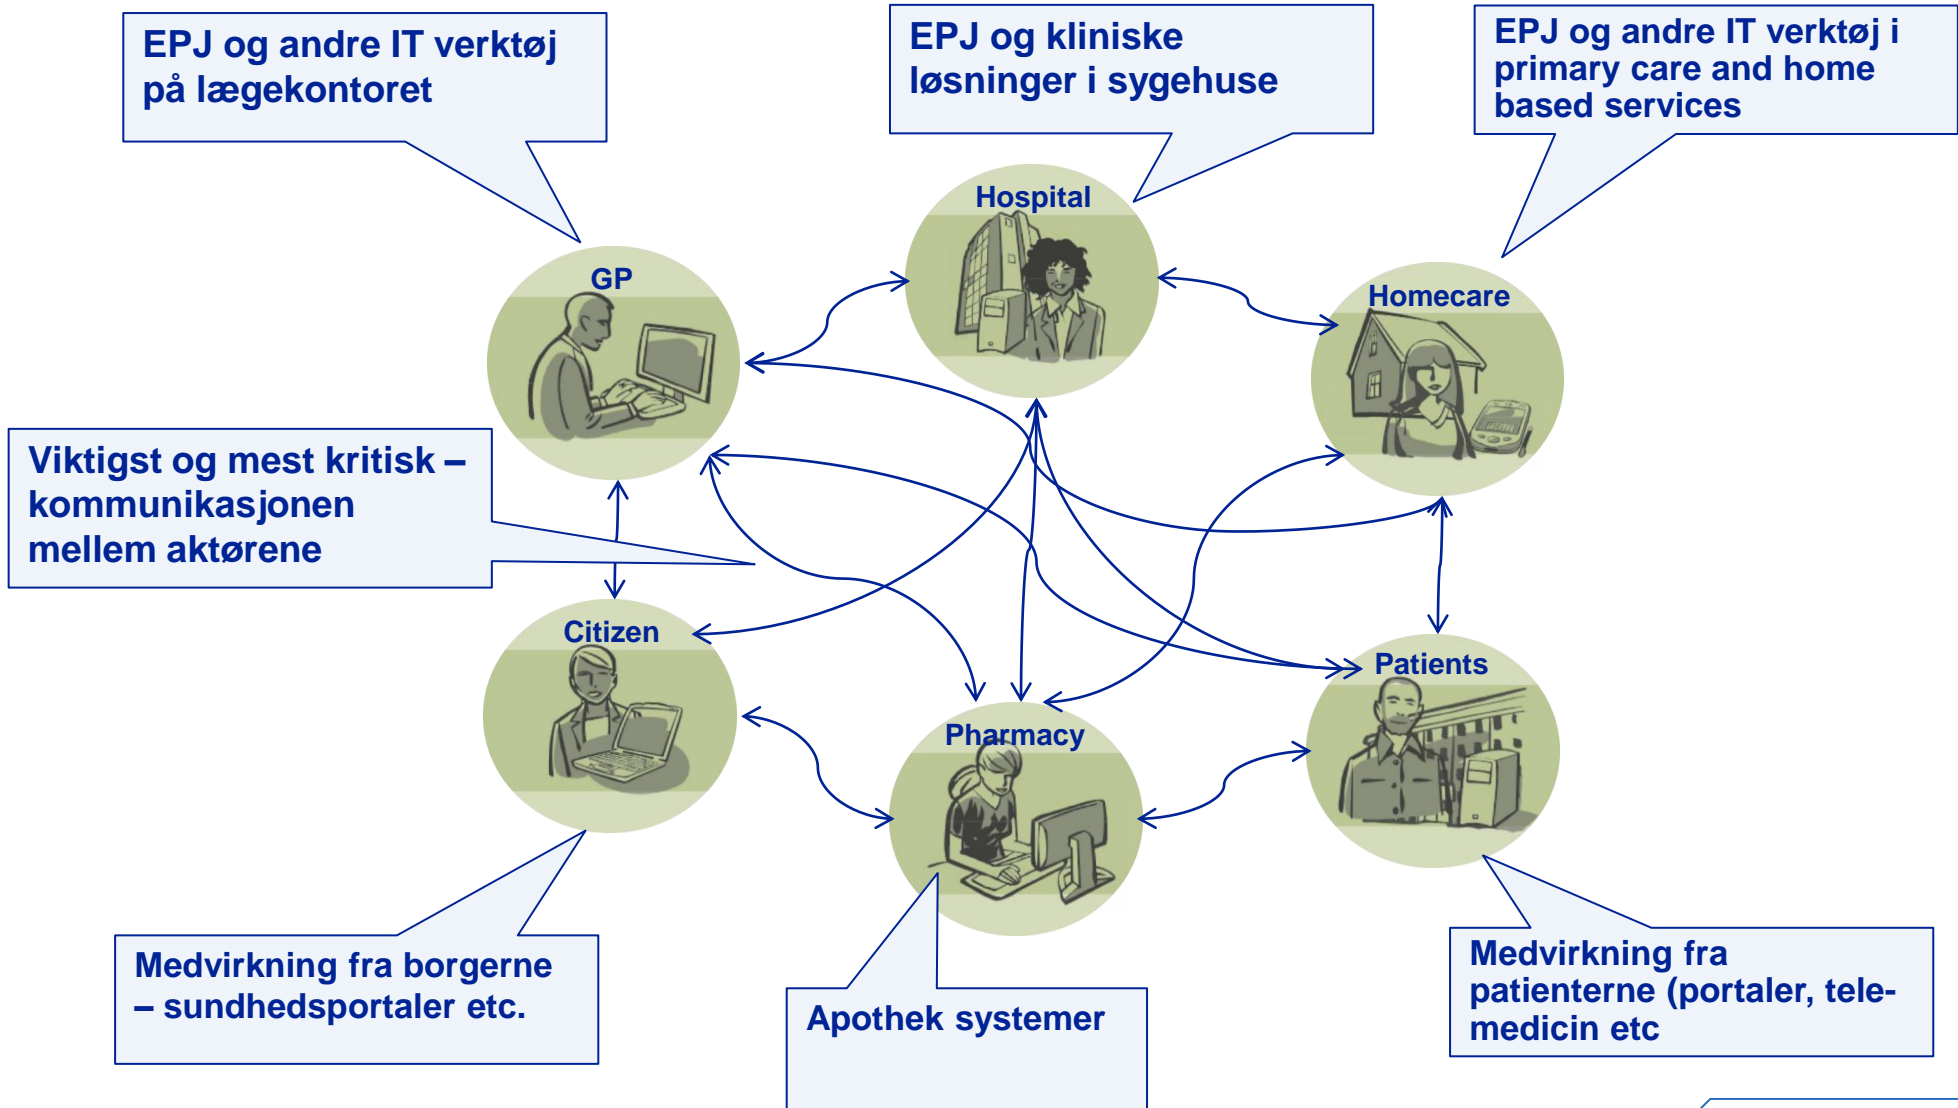 EPJ og andre IT verktøj
på lægekontoret
EPJ og kliniske
løsninger i sygehuse
EPJ og andre IT verktøj i
primary care and home
based services
Hospital
GP
Homecare
Viktigst og mest kritisk –
kommunikasjonen
mellem aktørene
Citizen
Patients
Pharmacy
Medvirkning fra borgerne
– sundhedsportaler etc.
Apothek systemer
Medvirkning fra
patienterne (portaler, tele-
medicin etc